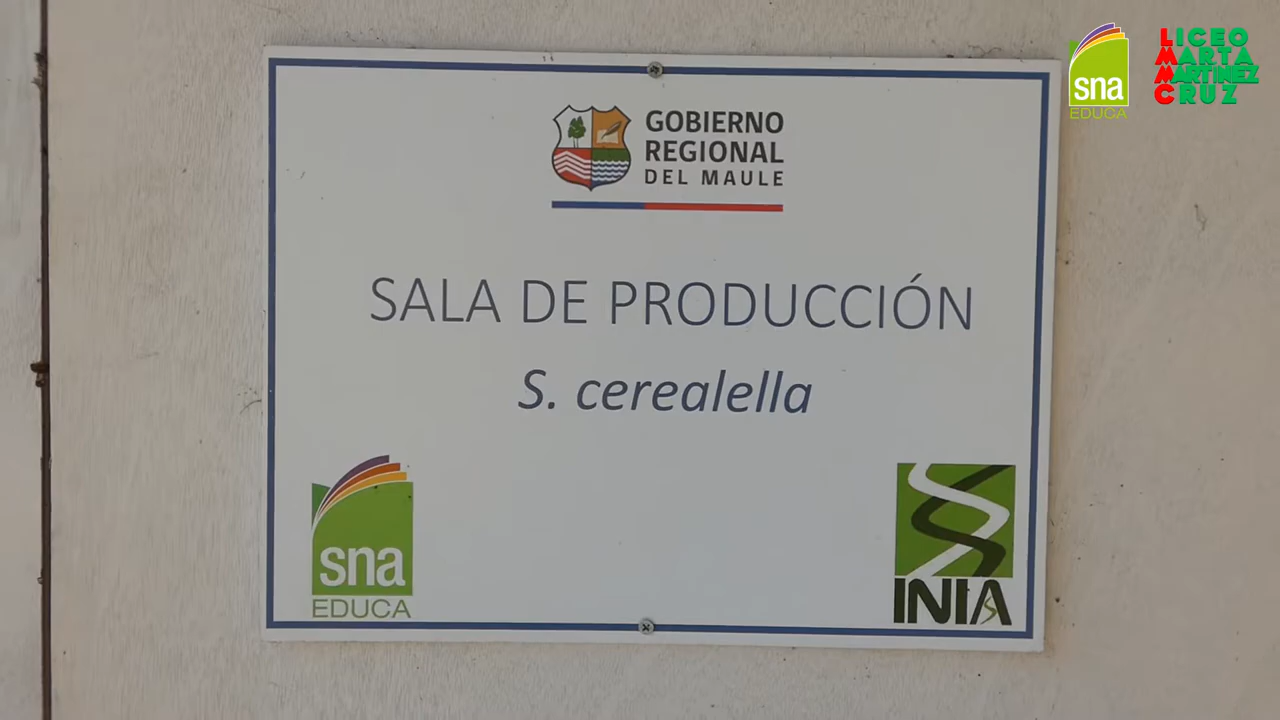 GOBIERNO
REGIONAL
DEL MAULE
SALA DE PRODUCCIÓN
S. cerealella
sna
EDUCA
INIA
sna
EDUCA
LICEO
MARTA
MARTINEZ
CRUZ